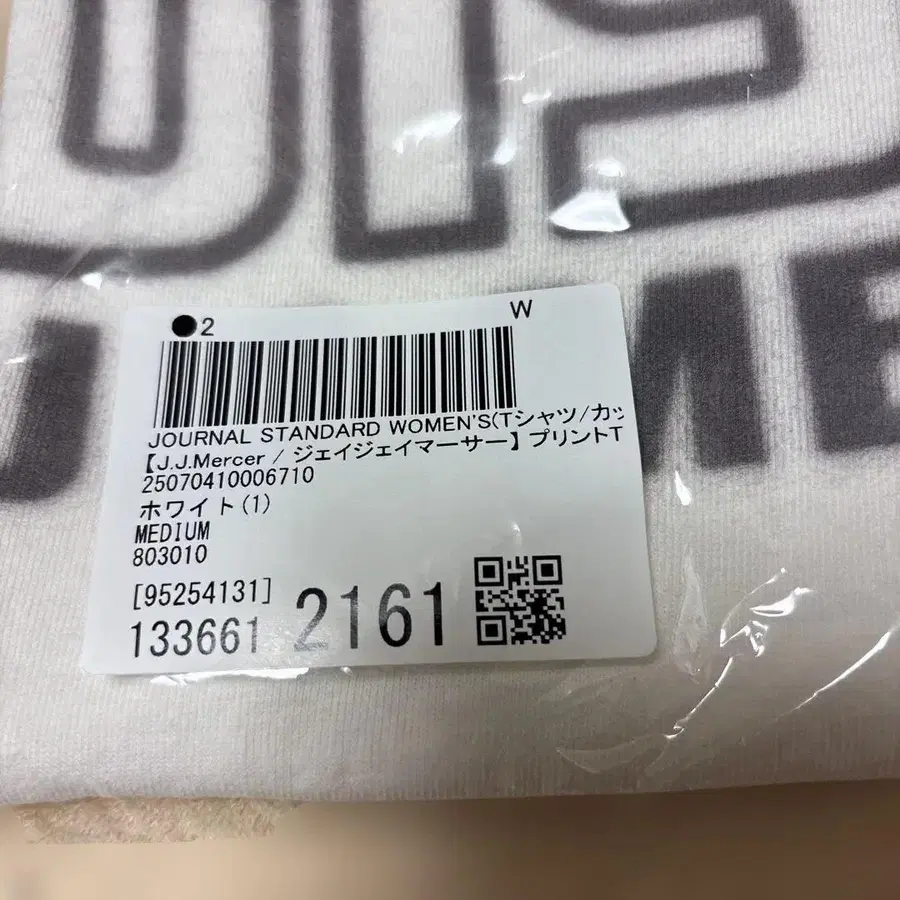 ●2 W
JOURNAL STANDARD WOMEN'S(Tシャツ/カッ
【J.J.Mercer / ジェイジェイマーサー】プリントT
25070410006710
ホワイト(1)
MEDIUM
803010
[95254131]
133661 2161